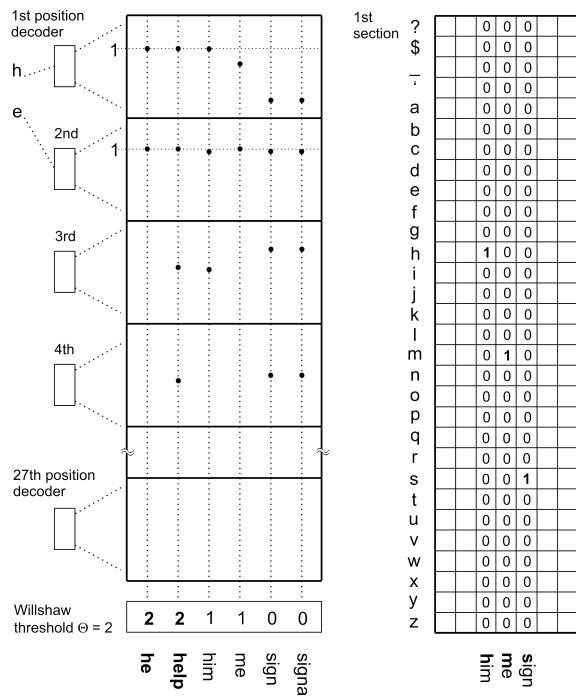 1st position
decoder
h
e
1
2nd
1
3rd
4th
27th position
decoder
Willshaw
threshold Θ = 2
2 2 1 1 0 0
he help him me sign signa
1st
section
? 0 0 0
$ 0 0 0
_ 0 0 0
‘ 0 0 0
a 0 0 0
b 0 0 0
c 0 0 0
d 0 0 0
e 0 0 0
f 0 0 0
g 0 0 0
h 1 0 0
i 0 0 0
j 0 0 0
k 0 0 0
l 0 0 0
m 0 1 0
n 0 0 0
o 0 0 0
p 0 0 0
q 0 0 0
r 0 0 0
s 0 0 1
t 0 0 0
u 0 0 0
v 0 0 0
w 0 0 0
x 0 0 0
y 0 0 0
z 0 0 0
him me sign